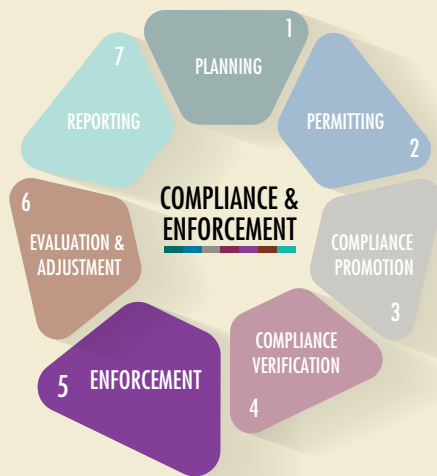 1
PLANNING
PERMITTING
2
COMPLIANCE
PROMOTION
3
COMPLIANCE
VERIFICATION
4
5 ENFORCEMENT
6
EVALUATION &
ADJUSTMENT
7
REPORTING
COMPLIANCE &
ENFORCEMENT